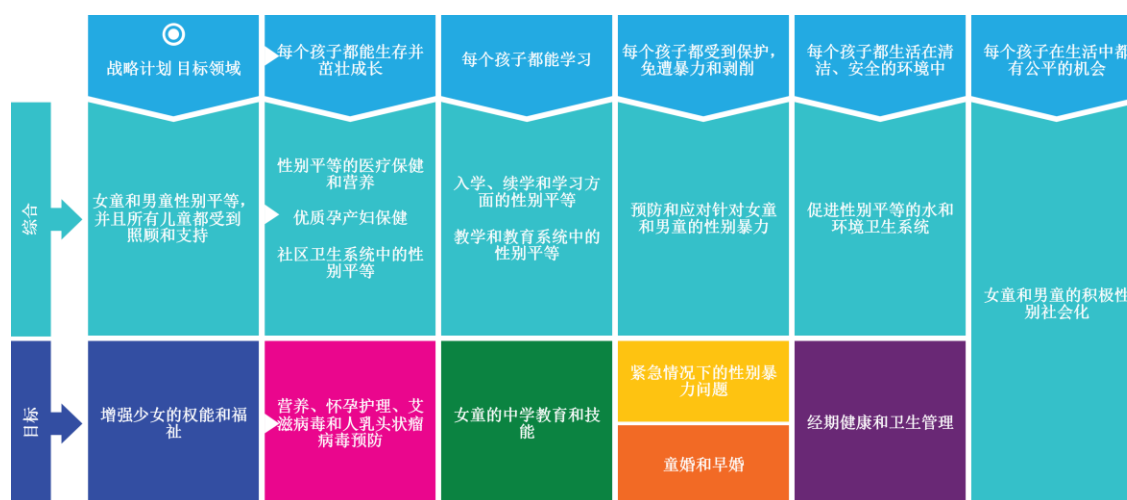 战略计划 目标领域
每个孩子都能生存并
茁壮成长
每个孩子都能学习
每个孩子都受到保护,
免遭暴力和剥削
每个孩子都生活在清
洁、安全的环境中
每个孩子在生活中都
有公平的机会
综合
女童和男童性别平等,
并且所有儿童都受到
照顾和支持
性别平等的医疗保健
和营养
优质孕产妇保健
社区卫生系统中的性
别平等
入学、续学和学习方
面的性别平等
教学和教育系统中的
性别平等
预防和应对针对女童
和男童的性别暴力
促进性别平等的水和
环境卫生系统
女童和男童的积极性
别社会化
目标
增强少女的权能和福
祉
营养、怀孕护理、艾
滋病毒和人乳头状瘤
病毒预防
女童的中学教育和技
能
紧急情况下的性别暴
力问题
童婚和早婚
经期健康和卫生管理